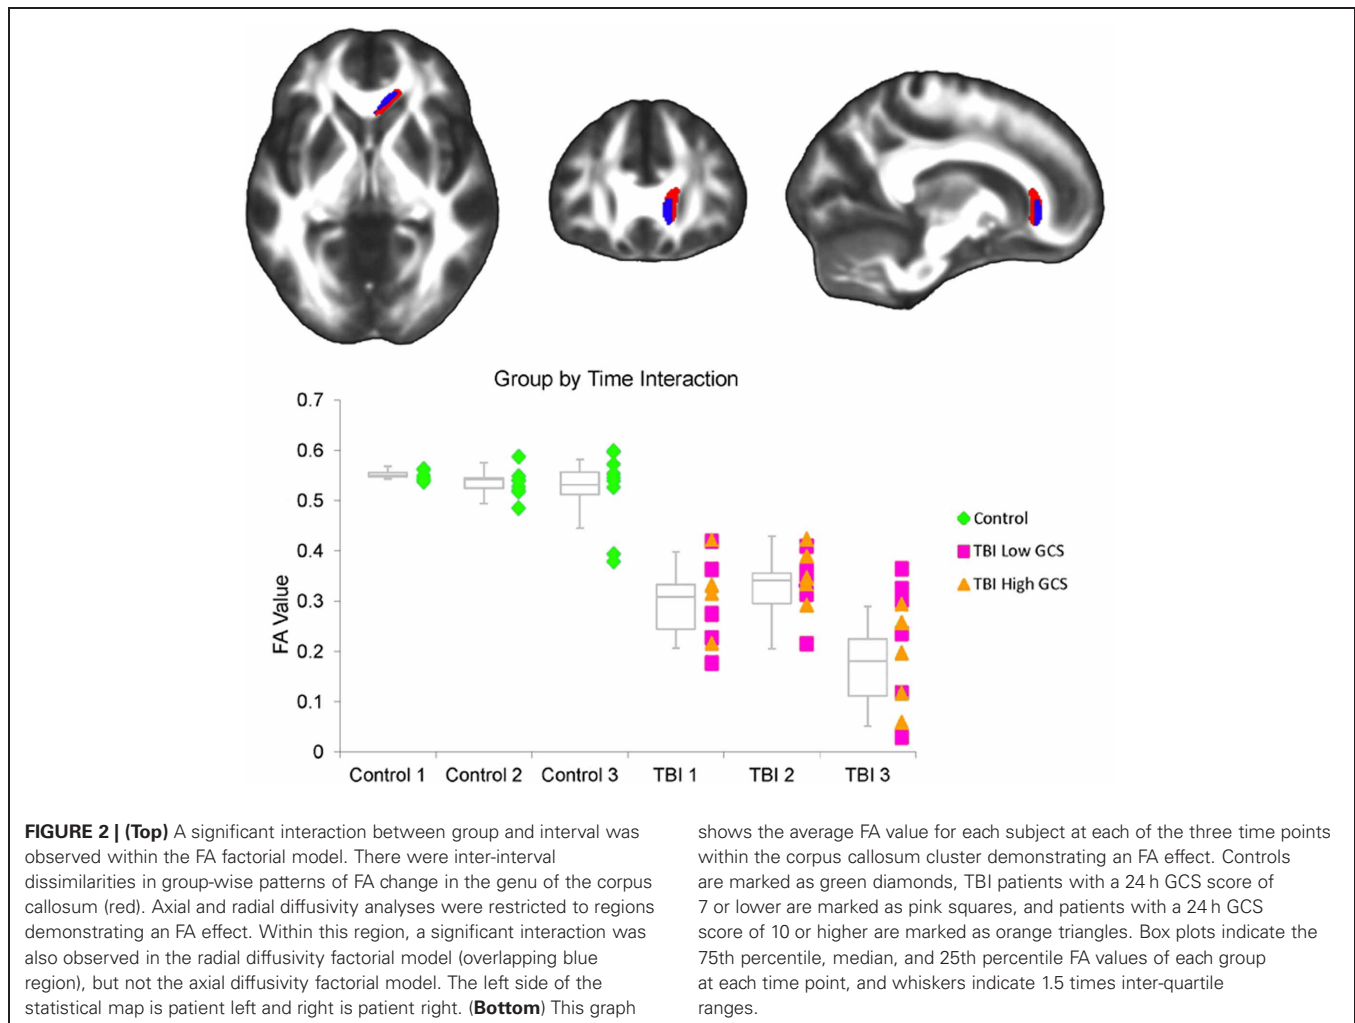 Group by Time Interaction
0.7
0.6
0.5
0.4
0.3
0.2
0.1
0
FA Value
Control 1 Control 2 Control 3 TBI 1 TBI 2 TBI 3
Control
TBI Low GCS
TBI High GCS
FIGURE 2 | (Top) A significant interaction between group and interval was
observed within the FA factorial model. There were inter-interval
dissimilarities in group-wise patterns of FA change in the genu of the corpus
callosum (red). Axial and radial diffusivity analyses were restricted to regions
demonstrating an FA effect. Within this region, a significant interaction was
also observed in the radial diffusivity factorial model (overlapping blue
region), but not the axial diffusivity factorial model. The left side of the
statistical map is patient left and right is patient right. (Bottom) This graph
shows the average FA value for each subject at each of the three time points
within the corpus callosum cluster demonstrating an FA effect. Controls
are marked as green diamonds, TBI patients with a 24 h GCS score of
7 or lower are marked as pink squares, and patients with a 24 h GCS
score of 10 or higher are marked as orange triangles. Box plots indicate the
75th percentile, median, and 25th percentile FA values of each group
at each time point, and whiskers indicate 1.5 times inter-quartile
ranges.